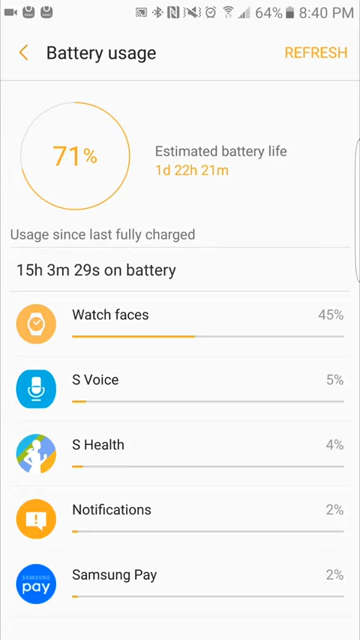 64% 8:40 PM
Battery usage REFRESH
71%
Estimated battery life
1d 22h 21m
Usage since last fully charged
15h 3m 29s on battery
Watch faces 45%
S Voice 5%
S Health 4%
Notifications 2%
Samsung Pay 2%
SAMSUNG
pay